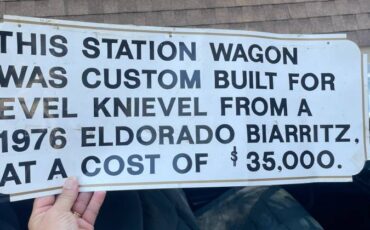 THIS STATION WAGON
WAS CUSTOM BUILT FOR
EVEL KNIEVEL FROM A
1976 ELDORADO BIARRITZ,
AT A COST OF $35,000.